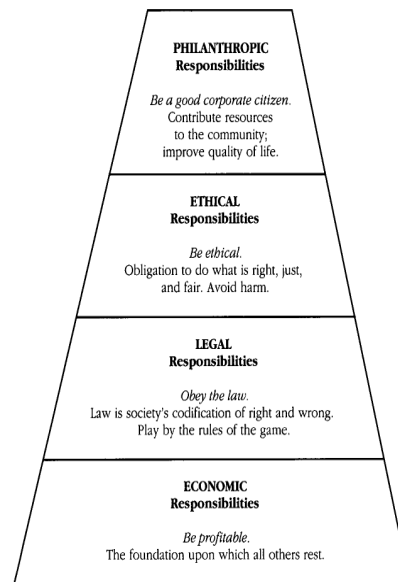 PHILANTHROPIC
Responsibilities
Be a good corporate citizen.
Contribute resources
to the community;
improve quality of life.
ETHICAL
Responsibilities
Be ethical.
Obligation to do what is right, just,
and fair. Avoid harm.
LEGAL
Responsibilities
Obey the law.
Law is society's codification of right and wrong.
Play by the rules of the game.
ECONOMIC
Responsibilities
Be profitable.
The foundation upon which all others rest.